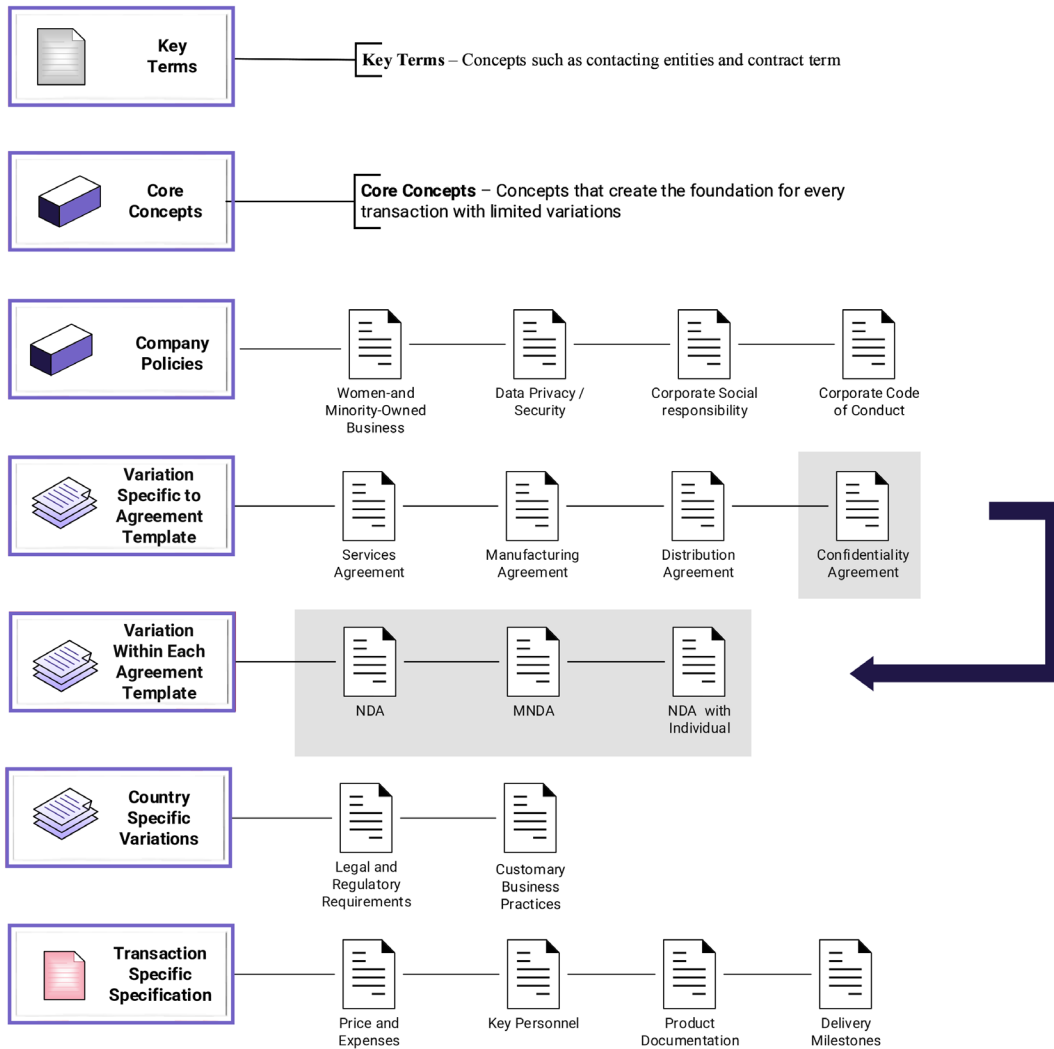 Key
Terms
Key Terms – Concepts such as contacting entities and contract term
Core
Concepts
Core Concepts – Concepts that create the foundation for every
transaction with limited variations
Company
Policies
Women-and
Minority-Owned
Business
Data Privacy /
Security
Corporate Social
responsibility
Corporate Code
of Conduct
Variation
Specific to
Agreement
Template
Services
Agreement
Manufacturing
Agreement
Distribution
Agreement
Confidentiality
Agreement
Variation
Within Each
Agreement
Template
NDA
MNDA
NDA with
Individual
Country
Specific
Variations
Legal and
Regulatory
Requirements
Customary
Business
Practices
Transaction
Specific
Specification
Price and
Expenses
Key Personnel
Product
Documentation
Delivery
Milestones